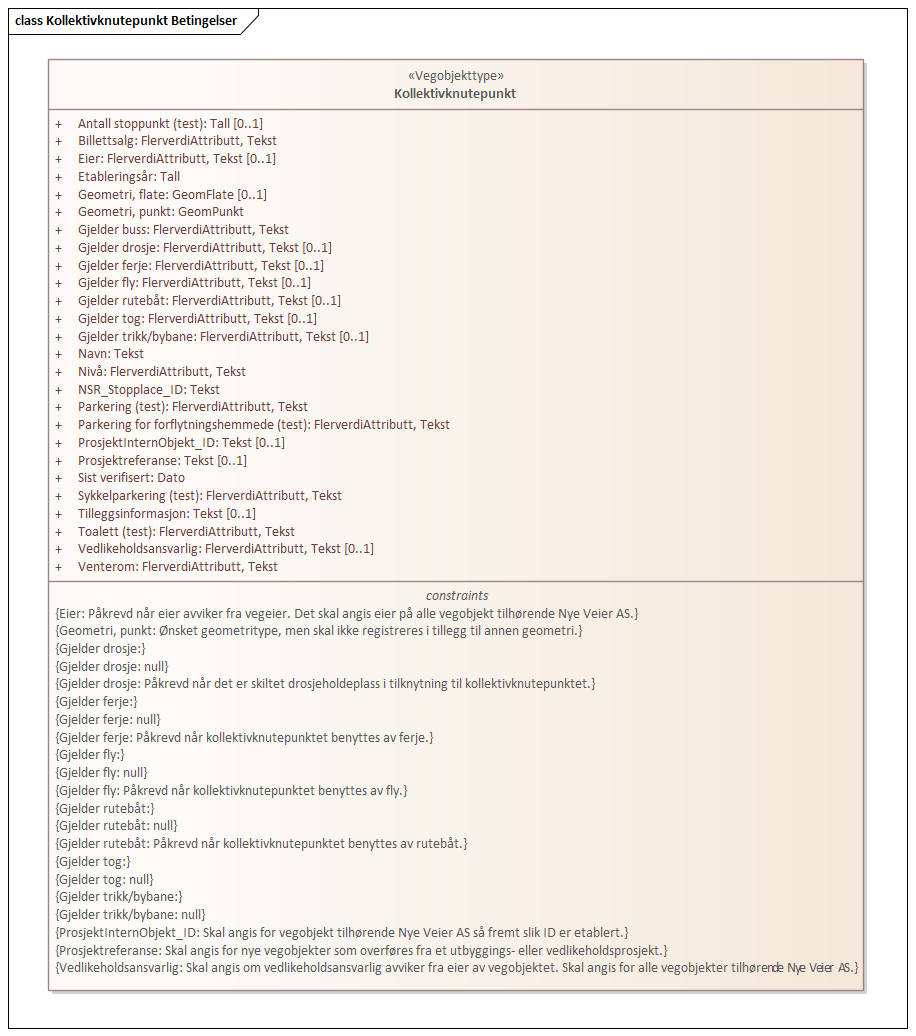 class Kollektivknutepunkt Betingelser
«Vegobjekttype»
Kollektivknutepunkt
+ Antall stoppunkt (test): Tall [0..1]
+ Billettsalg: FlerverdiAttributt, Tekst
+ Eier: FlerverdiAttributt, Tekst [0..1]
+ Etableringsår: Tall
+ Geometri, flate: GeomFlate [0..1]
+ Geometri, punkt: GeomPunkt
+ Gjelder buss: FlerverdiAttributt, Tekst
+ Gjelder drosje: FlerverdiAttributt, Tekst [0..1]
+ Gjelder ferje: FlerverdiAttributt, Tekst [0..1]
+ Gjelder fly: FlerverdiAttributt, Tekst [0..1]
+ Gjelder rutebåt: FlerverdiAttributt, Tekst [0..1]
+ Gjelder tog: FlerverdiAttributt, Tekst [0..1]
+ Gjelder trikk/bybane: FlerverdiAttributt, Tekst [0..1]
+ Navn: Tekst
+ Nivå: FlerverdiAttributt, Tekst
+ NSR_Stopplace_ID: Tekst
+ Parkering (test): FlerverdiAttributt, Tekst
+ Parkering for forflytningshemmede (test): FlerverdiAttributt, Tekst
+ ProsjektInternObjekt_ID: Tekst [0..1]
+ Prosjektreferanse: Tekst [0..1]
+ Sist verifisert: Dato
+ Sykkelparkering (test): FlerverdiAttributt, Tekst
+ Tilleggsinformasjon: Tekst [0..1]
+ Toalett (test): FlerverdiAttributt, Tekst
+ Vedlikeholdsansvarlig: FlerverdiAttributt, Tekst [0..1]
+ Venterom: FlerverdiAttributt, Tekst
constraints
{Eier: Påkrevd når eier avviker fra vegeier. Det skal angis eier på alle vegobjekt tilhørende Nye Veier AS.}
{Geometri, punkt: Ønsket geometritype, men skal ikke registreres i tillegg til annen geometri.}
{Gjelder drosje:}
{Gjelder drosje: null}
{Gjelder drosje: Påkrevd når det er skiltet drosjeholdeplass i tilknytning til kollektivknutepunktet.}
{Gjelder ferje:}
{Gjelder ferje: null}
{Gjelder ferje: Påkrevd når kollektivknutepunktet benyttes av ferje.}
{Gjelder fly:}
{Gjelder fly: null}
{Gjelder fly: Påkrevd når kollektivknutepunktet benyttes av fly.}
{Gjelder rutebåt:}
{Gjelder rutebåt: null}
{Gjelder rutebåt: Påkrevd når kollektivknutepunktet benyttes av rutebåt.}
{Gjelder tog:}
{Gjelder tog: null}
{Gjelder trikk/bybane:}
{Gjelder trikk/bybane: null}
{ProsjektInternObjekt_ID: Skal angis for vegobjekt tilhørende Nye Veier AS så fremt slik ID er etablert.}
{Prosjektreferanse: Skal angis for nye vegobjekter som overføres fra et utbyggings- eller vedlikeholdsprosjekt.}
{Vedlikeholdsansvarlig: Skal angis om vedlikeholdsansvarlig avviker fra eier av vegobjektet. Skal angis for alle vegobjekter tilhørende Nye Veier AS.}